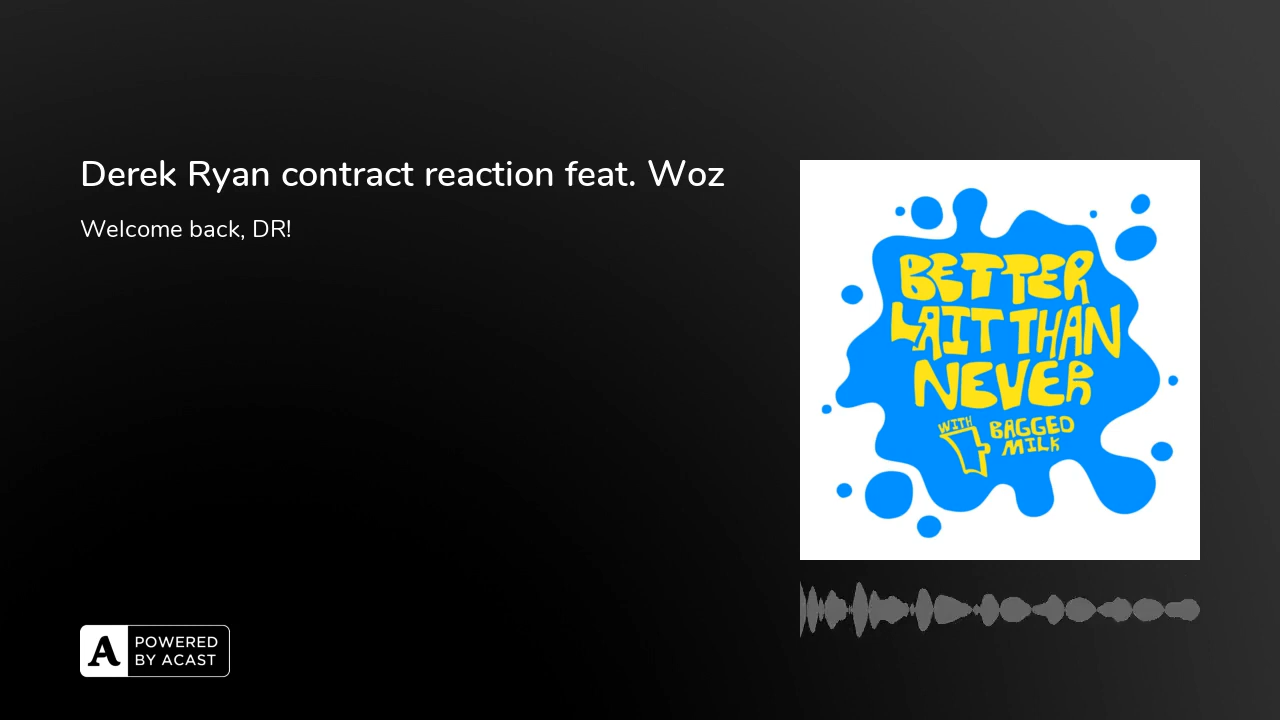 Derek Ryan contract reaction feat. Woz
Welcome back, DR!
BETTER
LAIT THAN
NEVER
WITH BAGGED
MILK
A POWERED
BY ACAST